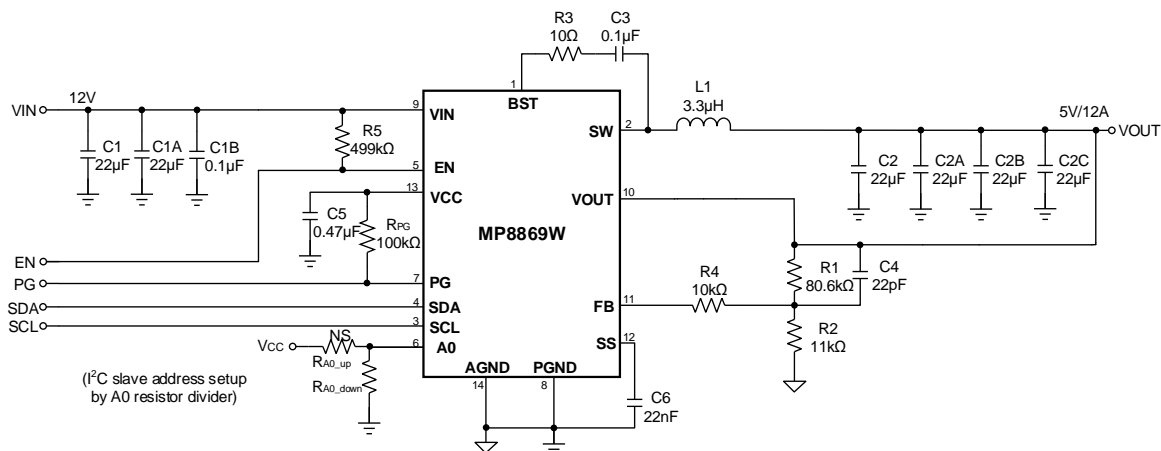 R3
10Ω
C3
0.1µF
1
BST
L1
3.3µH
VIN
12V
9
VIN
SW
2
5V/12A
VOUT
C1
22µF
C1A
22µF
C1B
0.1µF
R5
499kΩ
5
EN
C2
22µF
C2A
22µF
C2B
22µF
C2C
22µF
13
VCC
VOUT
10
C5
0.47µF
RPG
100kΩ
MP8869W
EN
PG
7
PG
R4
10kΩ
R1
80.6kΩ
C4
22pF
SDA
4
SDA
FB
11
SCL
3
SCL
R2
11kΩ
VCC
NS
6
A0
SS
12
RA0_up
RA0_down
(I²C slave address setup
by A0 resistor divider)
AGND
14
PGND
8
C6
22nF